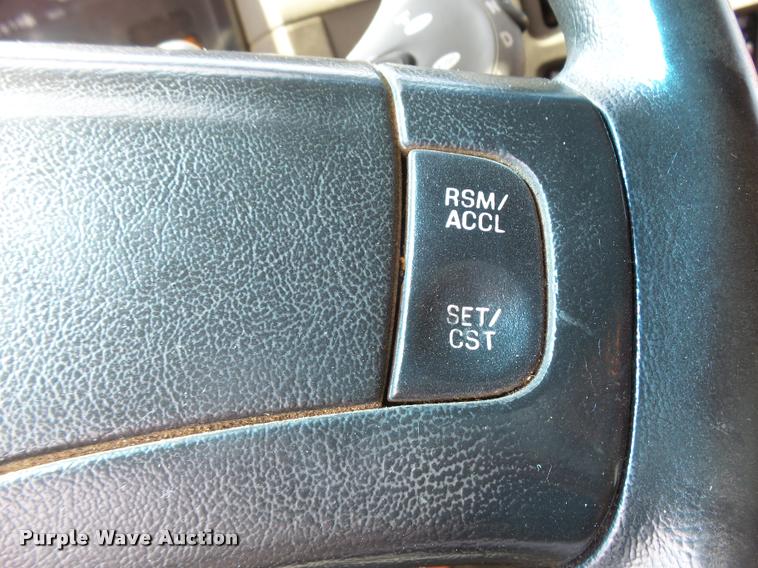 N
D
RSM/
ACCL
SET/
CST
Purple Wave Auction